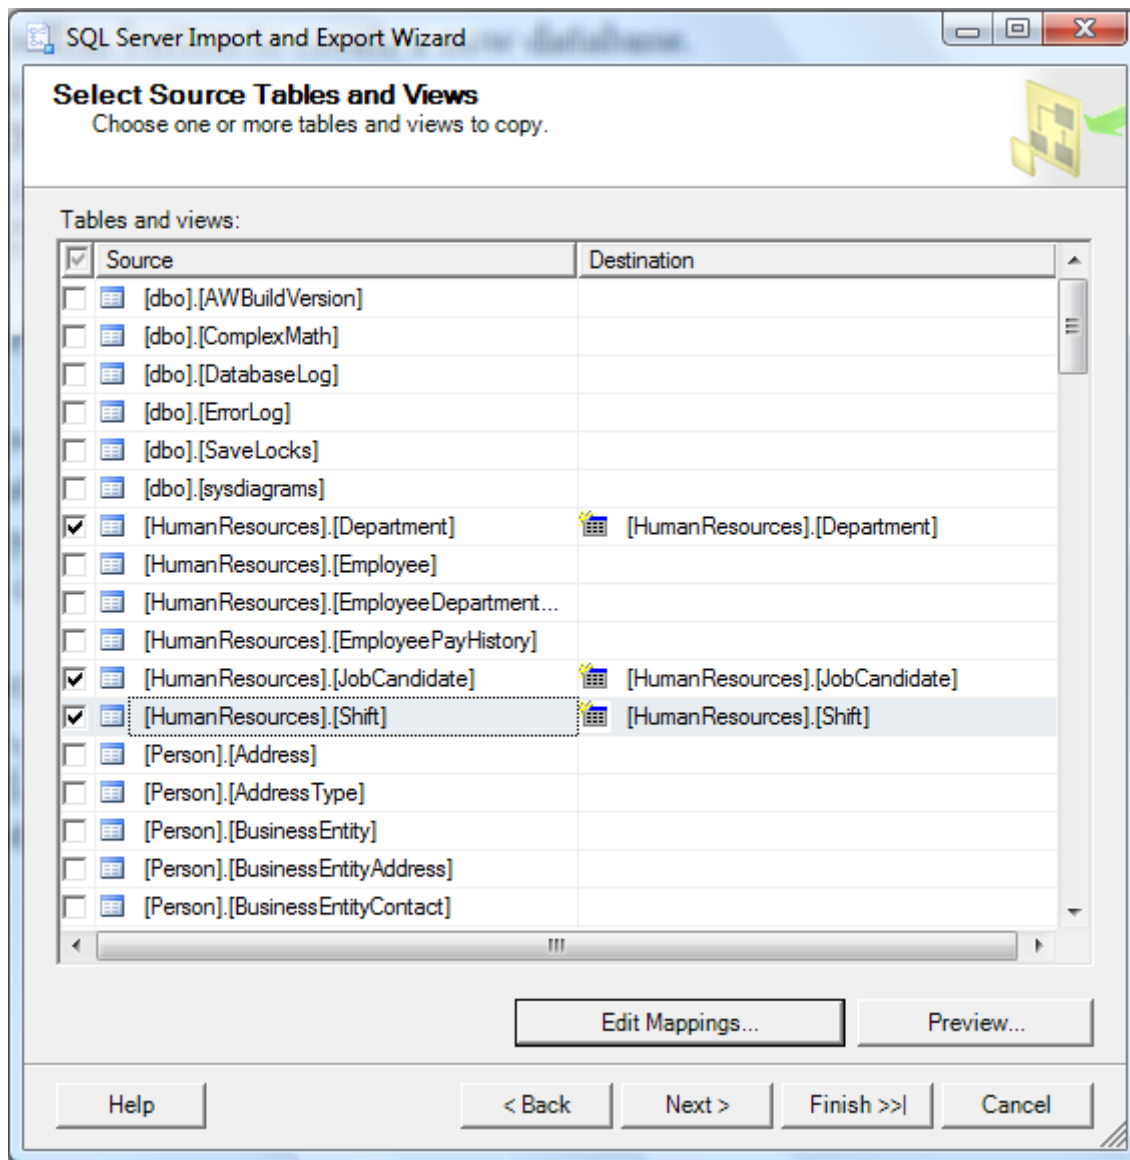 SQL Server Import and Export Wizard
Select Source Tables and Views
Choose one or more tables and views to copy.
Tables and views:
Source Destination
[dbo].[AWBuildVersion]
[dbo].[ComplexMath]
[dbo].[DatabaseLog]
[dbo].[ErrorLog]
[dbo].[SaveLocks]
[dbo].[sysdiagrams]
[HumanResources].[Department] [HumanResources].[Department]
[HumanResources].[Employee]
[HumanResources].[EmployeeDepartment...
[HumanResources].[EmployeePayHistory]
[HumanResources].[JobCandidate] [HumanResources].[JobCandidate]
[HumanResources].[Shift] [HumanResources].[Shift]
[Person].[Address]
[Person].[AddressType]
[Person].[BusinessEntity]
[Person].[BusinessEntityAddress]
[Person].[BusinessEntityContact]
Edit Mappings... Preview...
Help < Back Next > Finish >>| Cancel